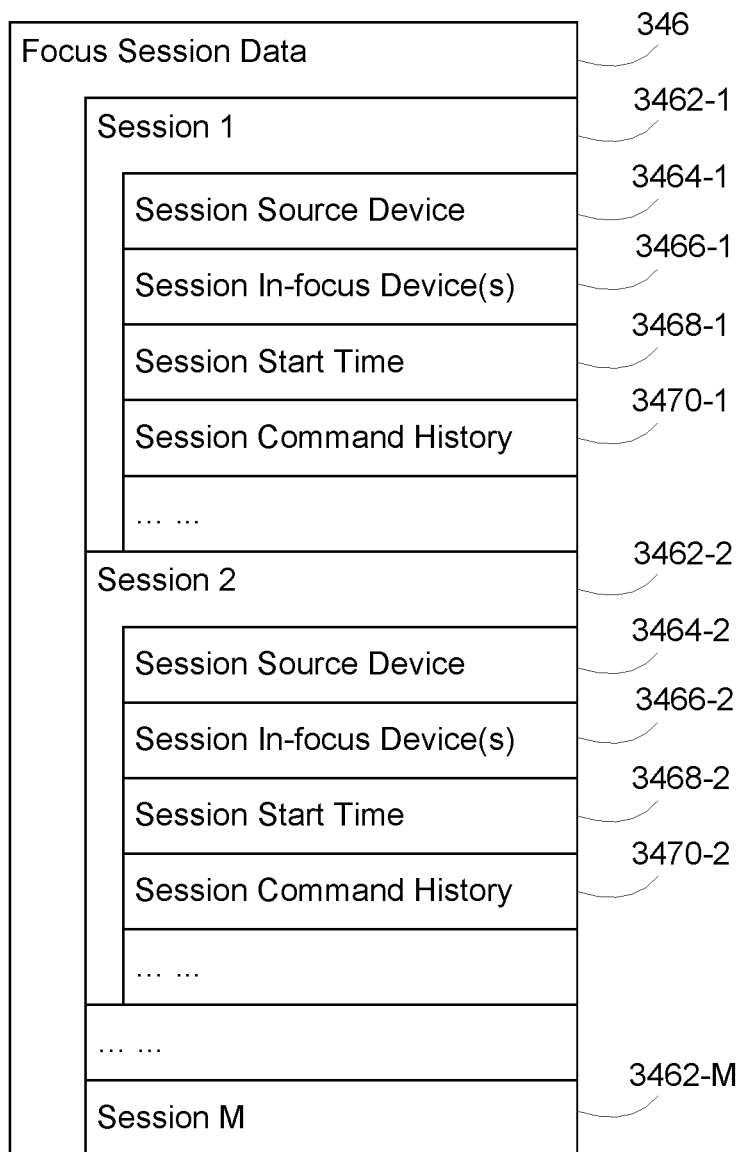 Focus Session Data 346
Session 1 3462-1
Session Source Device 3464-1
Session In-focus Device(s) 3466-1
Session Start Time 3468-1
Session Command History 3470-1
... ...
Session 2 3462-2
Session Source Device 3464-2
Session In-focus Device(s) 3466-2
Session Start Time 3468-2
Session Command History 3470-2
... ...
... ...
Session M 3462-M